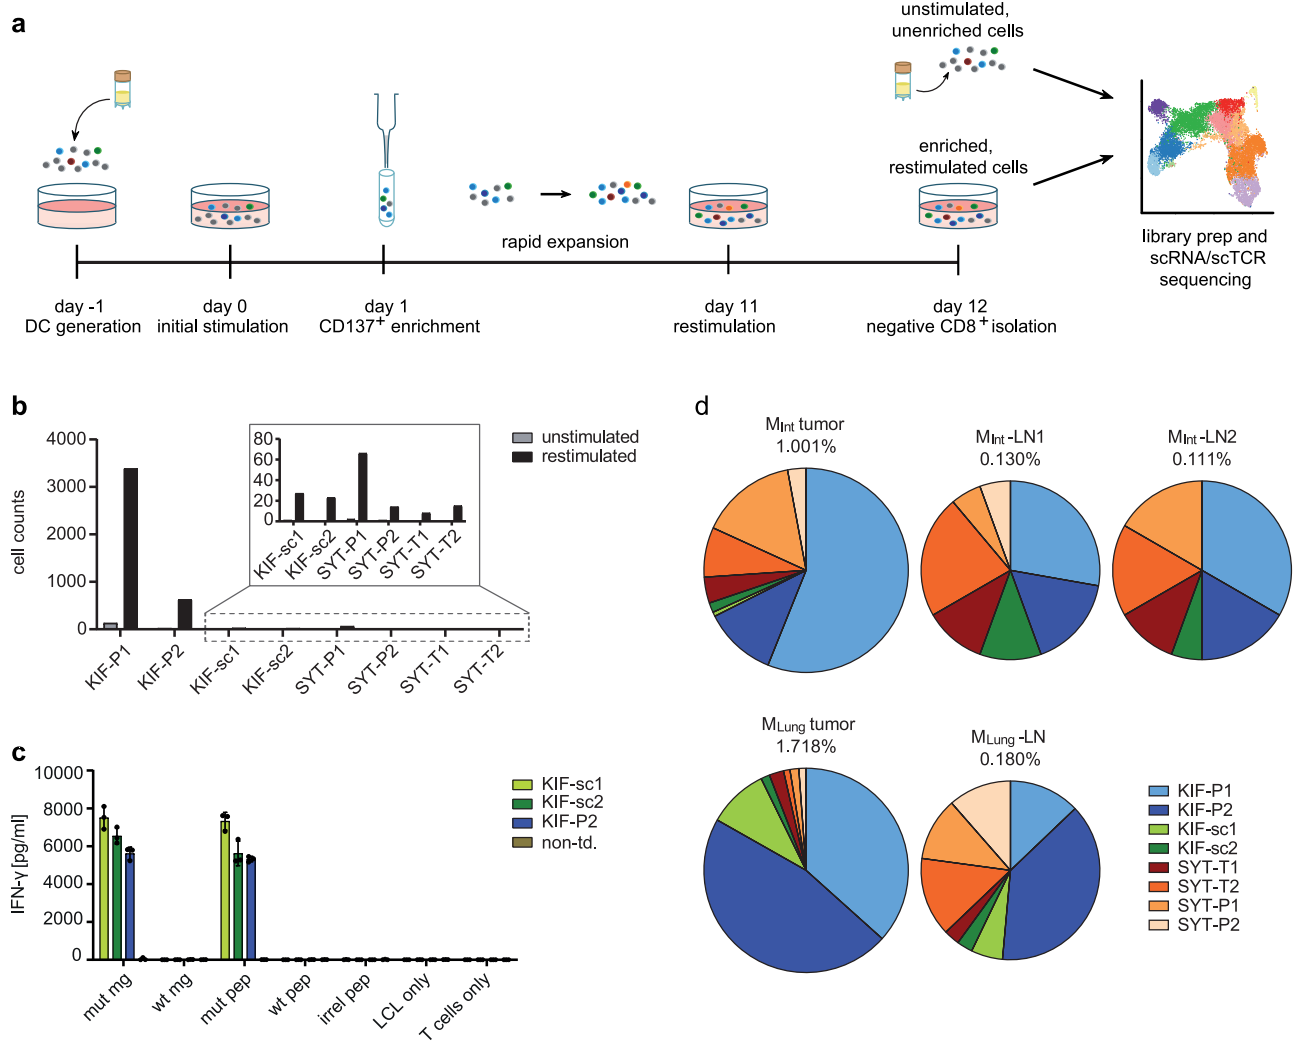 a
unstimulated,
unenriched cells
enriched,
restimulated cells
rapid expansion
library prep and
scRNA/scTCR
sequencing
day -1
DC generation
day 0
initial stimulation
day 1
CD137+ enrichment
day 11
restimulation
day 12
negative CD8+ isolation
b
cell counts
4000
3000
2000
1000
0
80
60
40
20
0
KIF-sc1
KIF-sc2
SYT-P1
SYT-P2
SYT-T1
SYT-T2
unstimulated
restimulated
KIF-P1
KIF-P2
KIF-sc1
KIF-sc2
SYT-P1
SYT-P2
SYT-T1
SYT-T2
c
IFN-γ [pg/ml]
10000
8000
6000
4000
2000
0
mut mg
wt mg
mut pep
wt pep
irrel pep
LCL only
T cells only
KIF-sc1
KIF-sc2
KIF-P2
non-td.
d
MInt tumor
1.001%
MInt-LN1
0.130%
MInt-LN2
0.111%
MLung tumor
1.718%
MLung-LN
0.180%
KIF-P1
KIF-P2
KIF-sc1
KIF-sc2
SYT-T1
SYT-T2
SYT-P1
SYT-P2